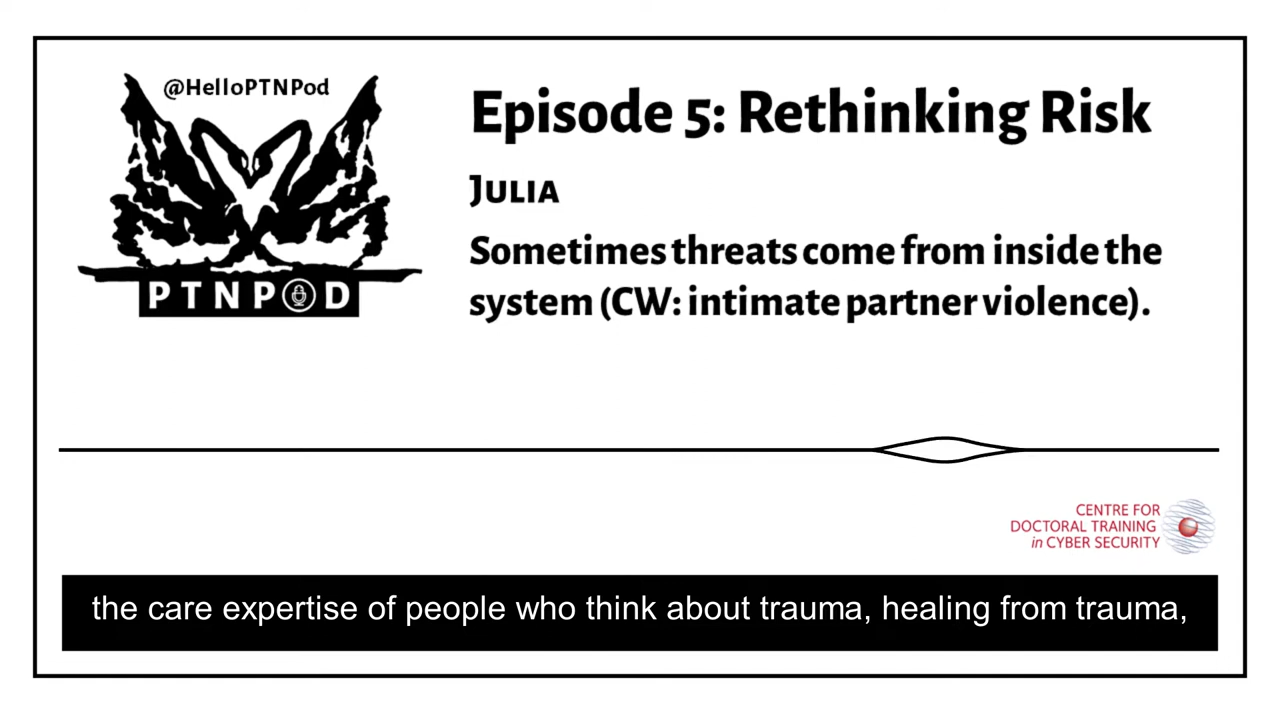 @HelloPTNPod
PTNPOD
Episode 5: Rethinking Risk
Julia
Sometimes threats come from inside the
system (CW: intimate partner violence).
CENTRE FOR
DOCTORAL TRAINING
in CYBER SECURITY
the care expertise of people who think about trauma, healing from trauma,